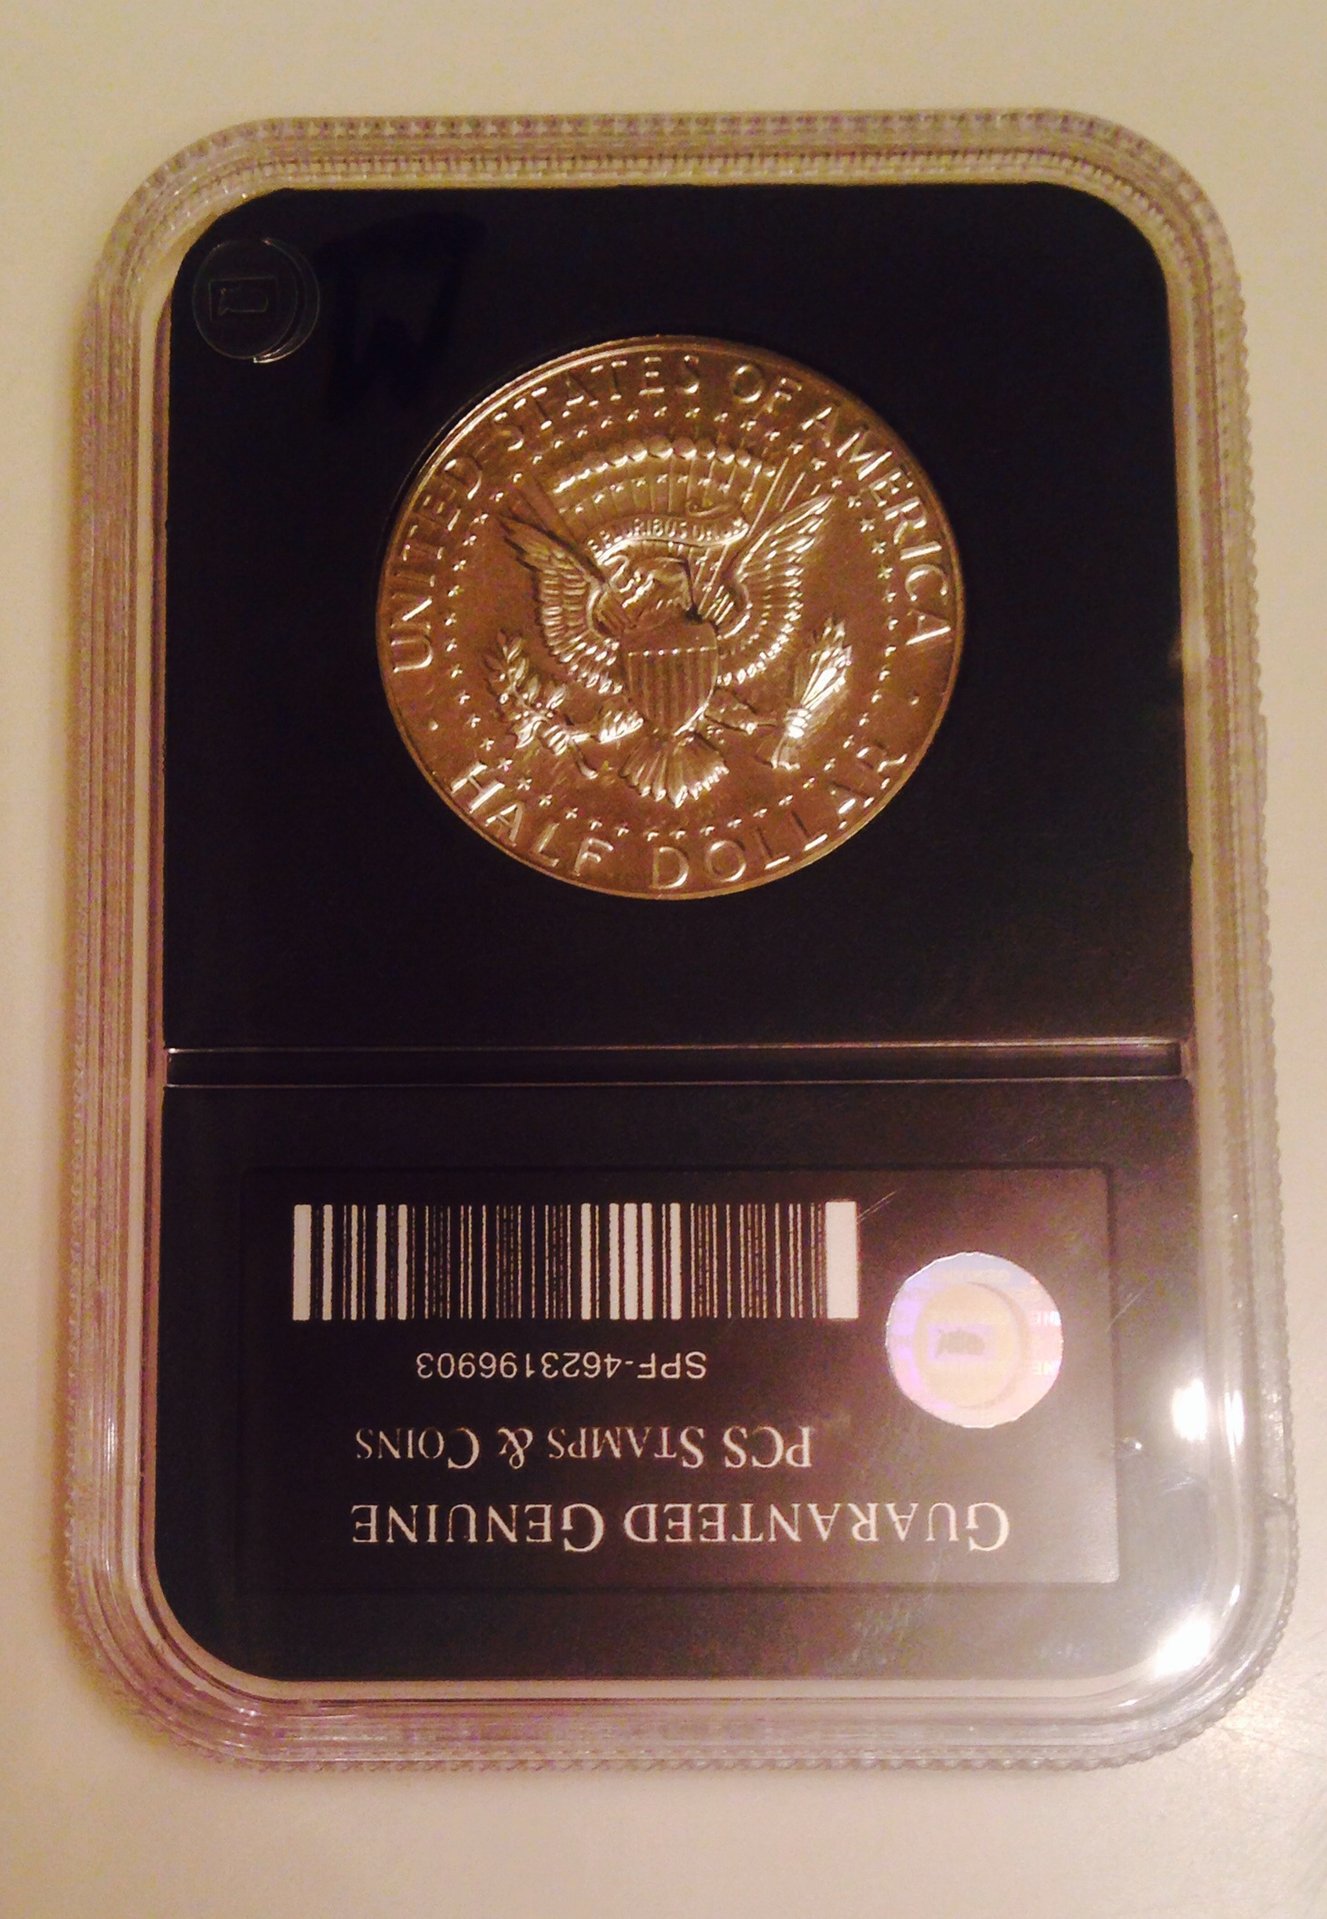 UNITED STATES OF AMERICA
E PLURIBUS UNUM
HALF DOLLAR
GUARANTEED GENUINE
PCS STAMPS & COINS
SPF-4623196903